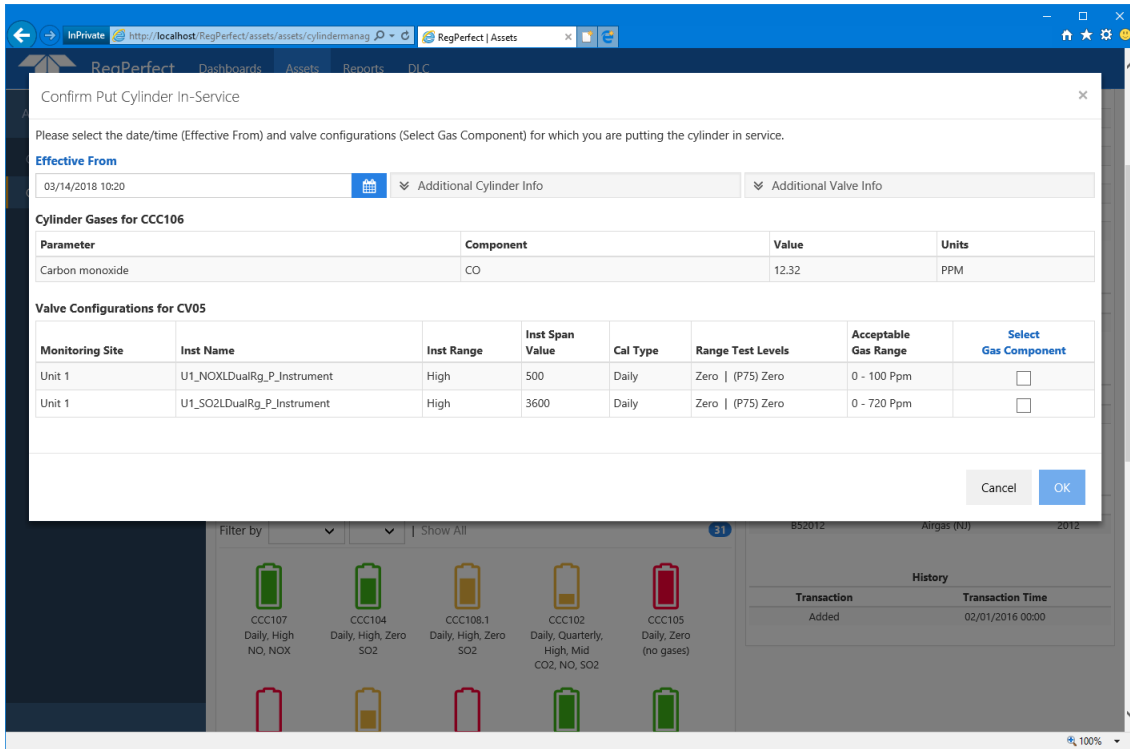 InPrivate http://localhost/RegPerfect/assets/assets/cylindermanag RegPerfect | Assets
RegPerfect Dashboards Assets Reports DLC
Confirm Put Cylinder In-Service
Please select the date/time (Effective From) and valve configurations (Select Gas Component) for which you are putting the cylinder in service.
Effective From
03/14/2018 10:20 Additional Cylinder Info Additional Valve Info
Cylinder Gases for CCC106
Parameter Component Value Units
Carbon monoxide CO 12.32 PPM
Valve Configurations for CV05
Monitoring Site Inst Name Inst Range Inst Span Value Cal Type Range Test Levels Acceptable Gas Range Select Gas Component
Unit 1 U1_NOXLDualRg_P_Instrument High 500 Daily Zero | (P75) Zero 0 - 100 Ppm
Unit 1 U1_SO2LDualRg_P_Instrument High 3600 Daily Zero | (P75) Zero 0 - 720 Ppm
Cancel OK
Filter by | Show All 31
B52012 Airgas (NJ) 2012
History
Transaction Transaction Time
Added 02/01/2016 00:00
CCC107 CCC104 CCC108.1 CCC102 CCC105
Daily, High Daily, High, Zero Daily, High, Zero Daily, Quarterly, Daily, Zero
NO, NOX SO2 SO2 High, Mid (no gases)
CO2, NO, SO2
100%